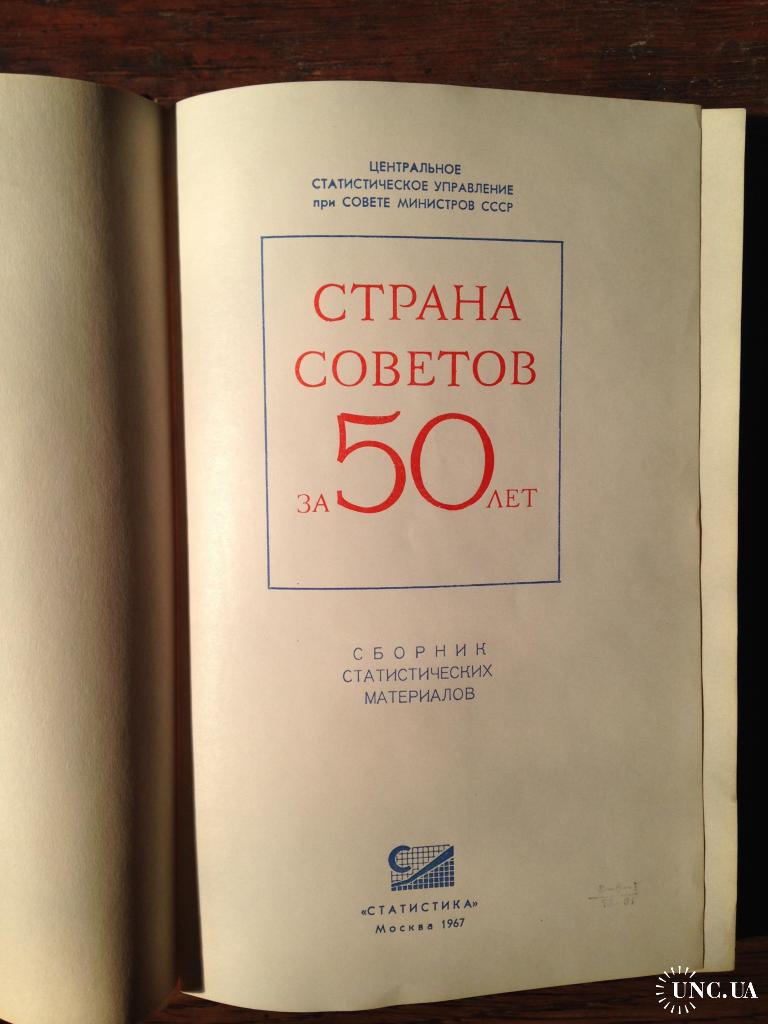 ЦЕНТРАЛЬНОЕ
СТАТИСТИЧЕСКОЕ УПРАВЛЕНИЕ
при СОВЕТЕ МИНИСТРОВ СССР
СТРАНА
СОВЕТОВ
ЗА 50 ЛЕТ
СБОРНИК
СТАТИСТИЧЕСКИХ
МАТЕРИАЛОВ
«СТАТИСТИКА»
Москва 1967
UNC.UA